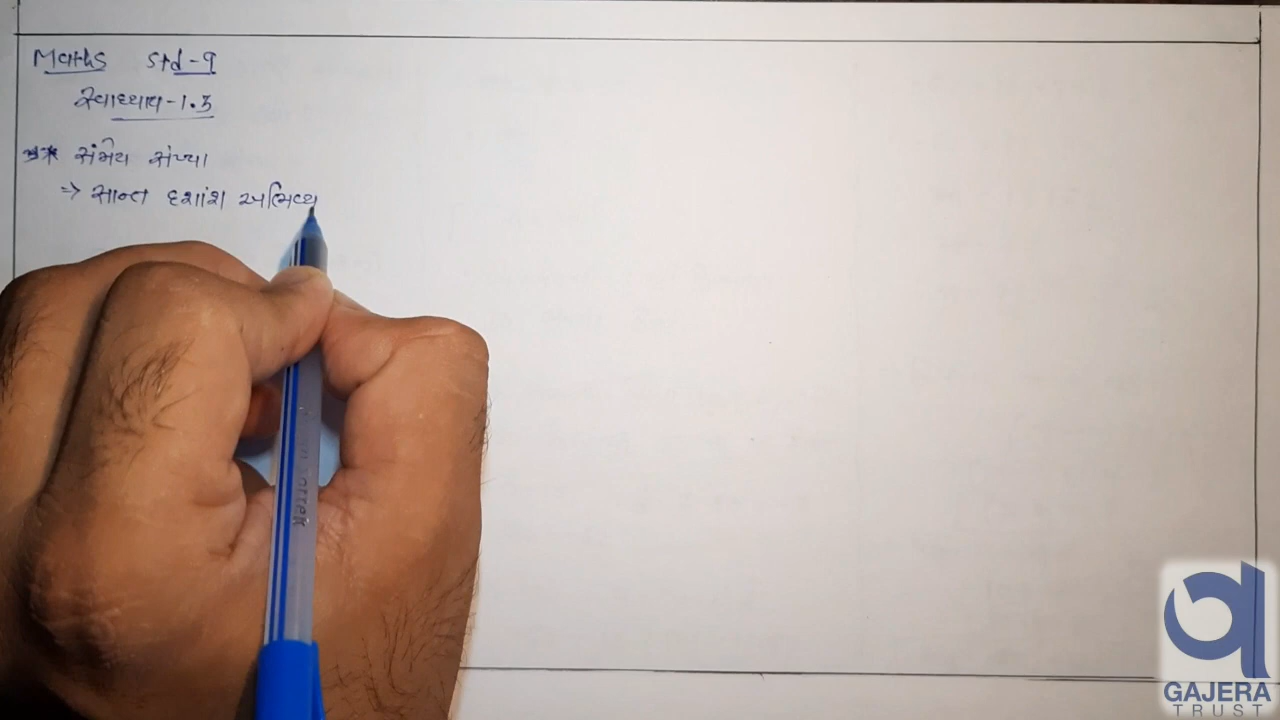 Maths Std-9
સ્વાધ્યાય-1.3
* સંમેય સંખ્યા
⇒ સાન્ત દશાંશ અભિવ્ય
GAJERA
TRUST